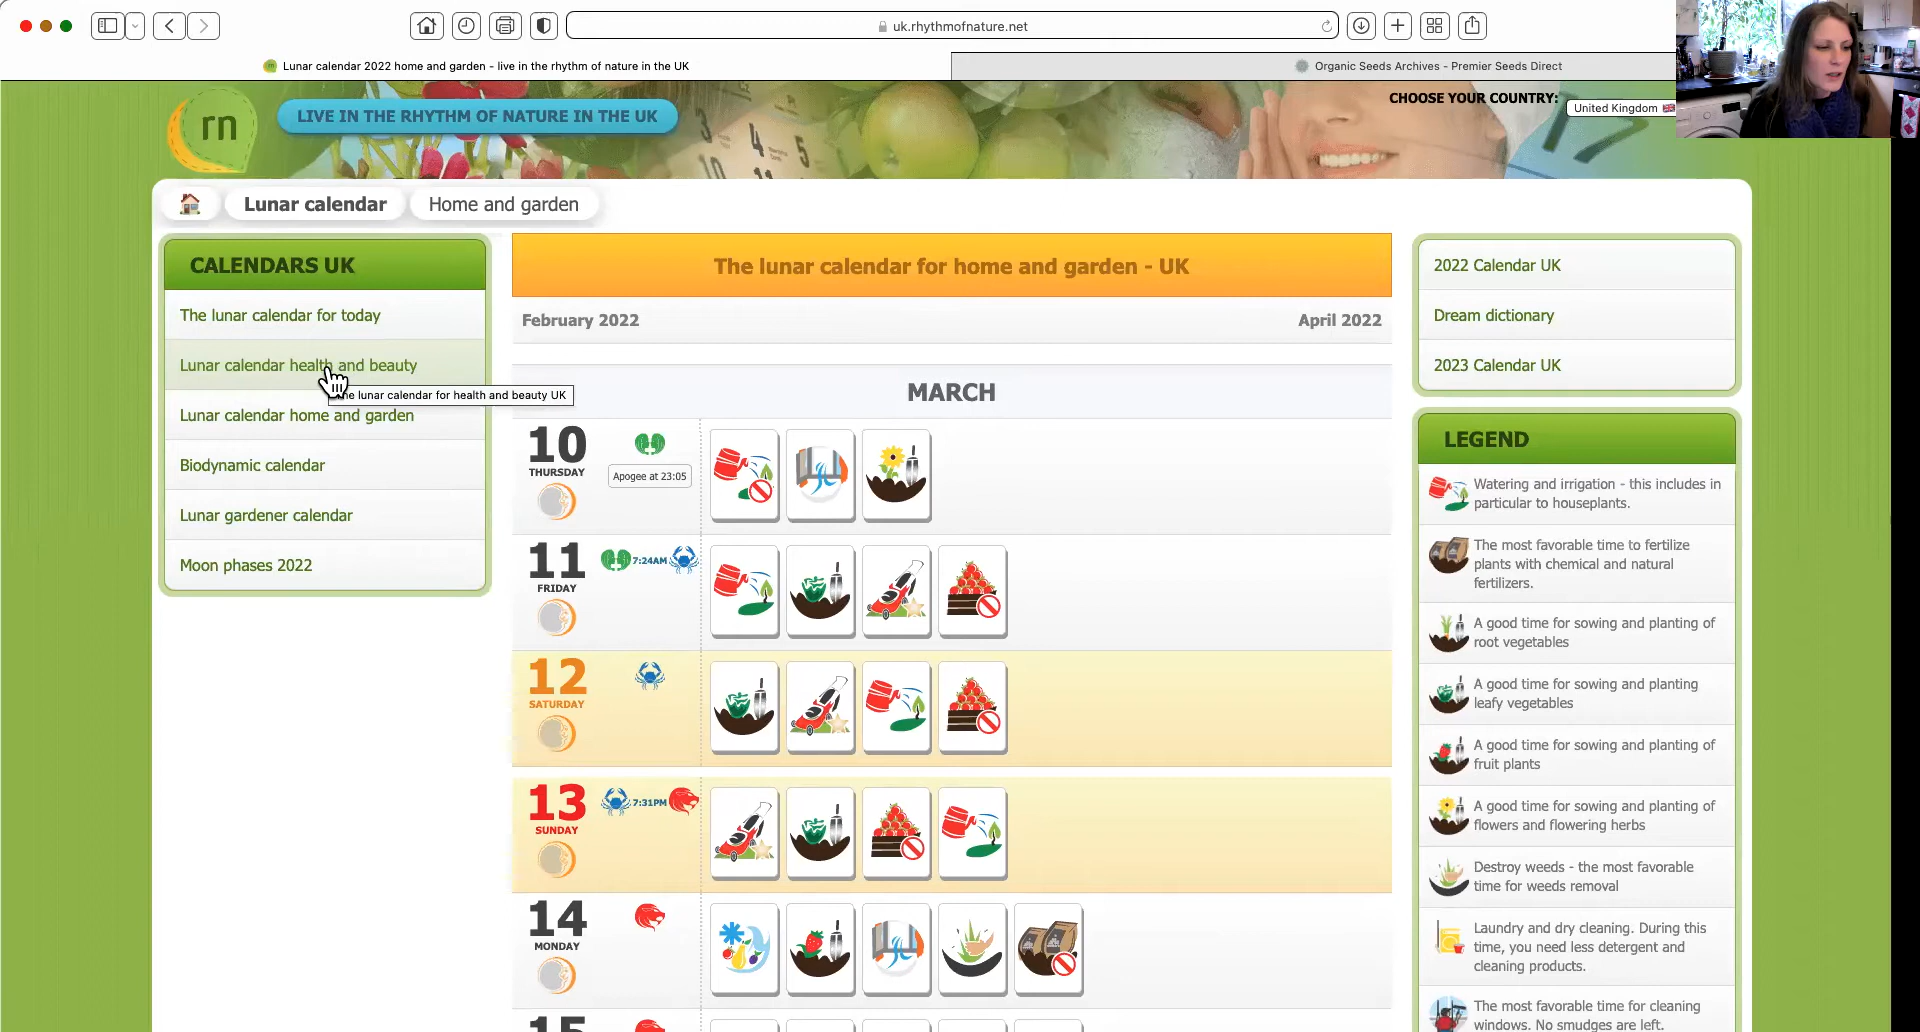 uk.rhythmofnature.net
Lunar calendar 2022 home and garden - live in the rhythm of nature in the UK
Organic Seeds Archives - Premier Seeds Direct
rn
LIVE IN THE RHYTHM OF NATURE IN THE UK
CHOOSE YOUR COUNTRY:
United Kingdom
Lunar calendar
Home and garden
CALENDARS UK
The lunar calendar for today
Lunar calendar health and beauty
lunar calendar for health and beauty UK
Lunar calendar home and garden
Biodynamic calendar
Lunar gardener calendar
Moon phases 2022
The lunar calendar for home and garden - UK
February 2022
April 2022
MARCH
10
THURSDAY
Apogee at 23:05
11
7:24AM
FRIDAY
12
SATURDAY
13
7:31PM
SUNDAY
14
MONDAY
15
2022 Calendar UK
Dream dictionary
2023 Calendar UK
LEGEND
Watering and irrigation - this includes in
particular to houseplants.
The most favorable time to fertilize
plants with chemical and natural
fertilizers.
A good time for sowing and planting of
root vegetables
A good time for sowing and planting
leafy vegetables
A good time for sowing and planting of
fruit plants
A good time for sowing and planting of
flowers and flowering herbs
Destroy weeds - the most favorable
time for weeds removal
Laundry and dry cleaning. During this
time, you need less detergent and
cleaning products.
The most favorable time for cleaning
windows. No smudges are left.